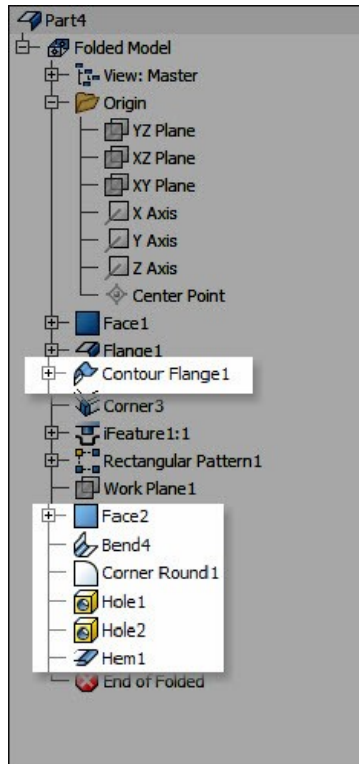 Part4
Folded Model
View: Master
Origin
YZ Plane
XZ Plane
XY Plane
X Axis
Y Axis
Z Axis
Center Point
Face1
Flange1
Contour Flange1
Corner3
iFeature1:1
Rectangular Pattern1
Work Plane1
Face2
Bend4
Corner Round1
Hole1
Hole2
Hem1
End of Folded